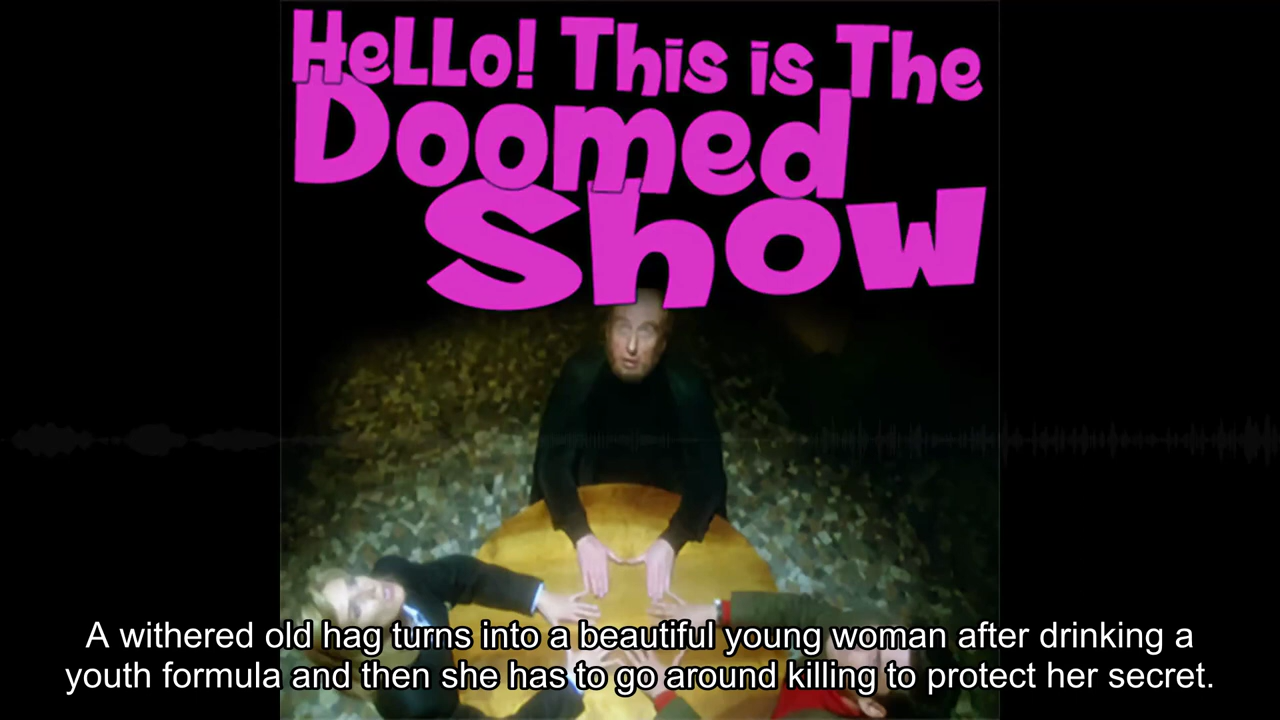 HeLLo! This is The
Doomed
Show
A withered old hag turns into a beautiful young woman after drinking a
youth formula and then she has to go around killing to protect her secret.